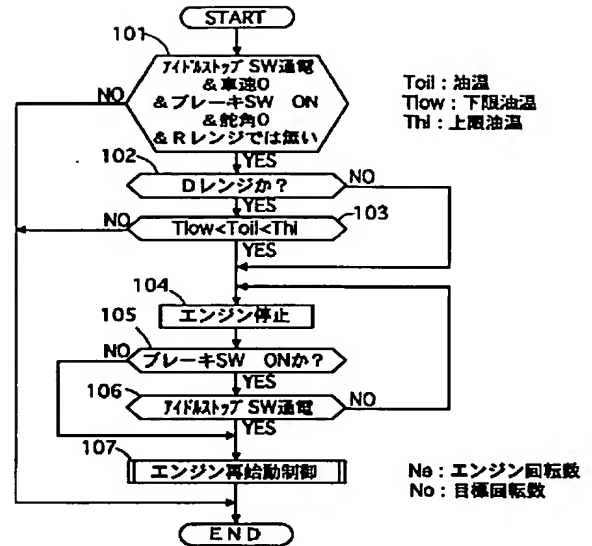 START
101
アイドルストップ SW通電
&車速0
&ブレーキSW ON
&舵角0
&Rレンジでは無い
NO
YES
Toil：油温
Tlow：下限油温
Thi：上限油温
102
Dレンジか？
NO
YES
103
NO
Tlow<Toil<Thi
YES
104
エンジン停止
105
NO
ブレーキSW ONか？
YES
106
アイドルストップ SW通電
NO
YES
107
エンジン再始動制御
Ne：エンジン回転数
No：目標回転数
END